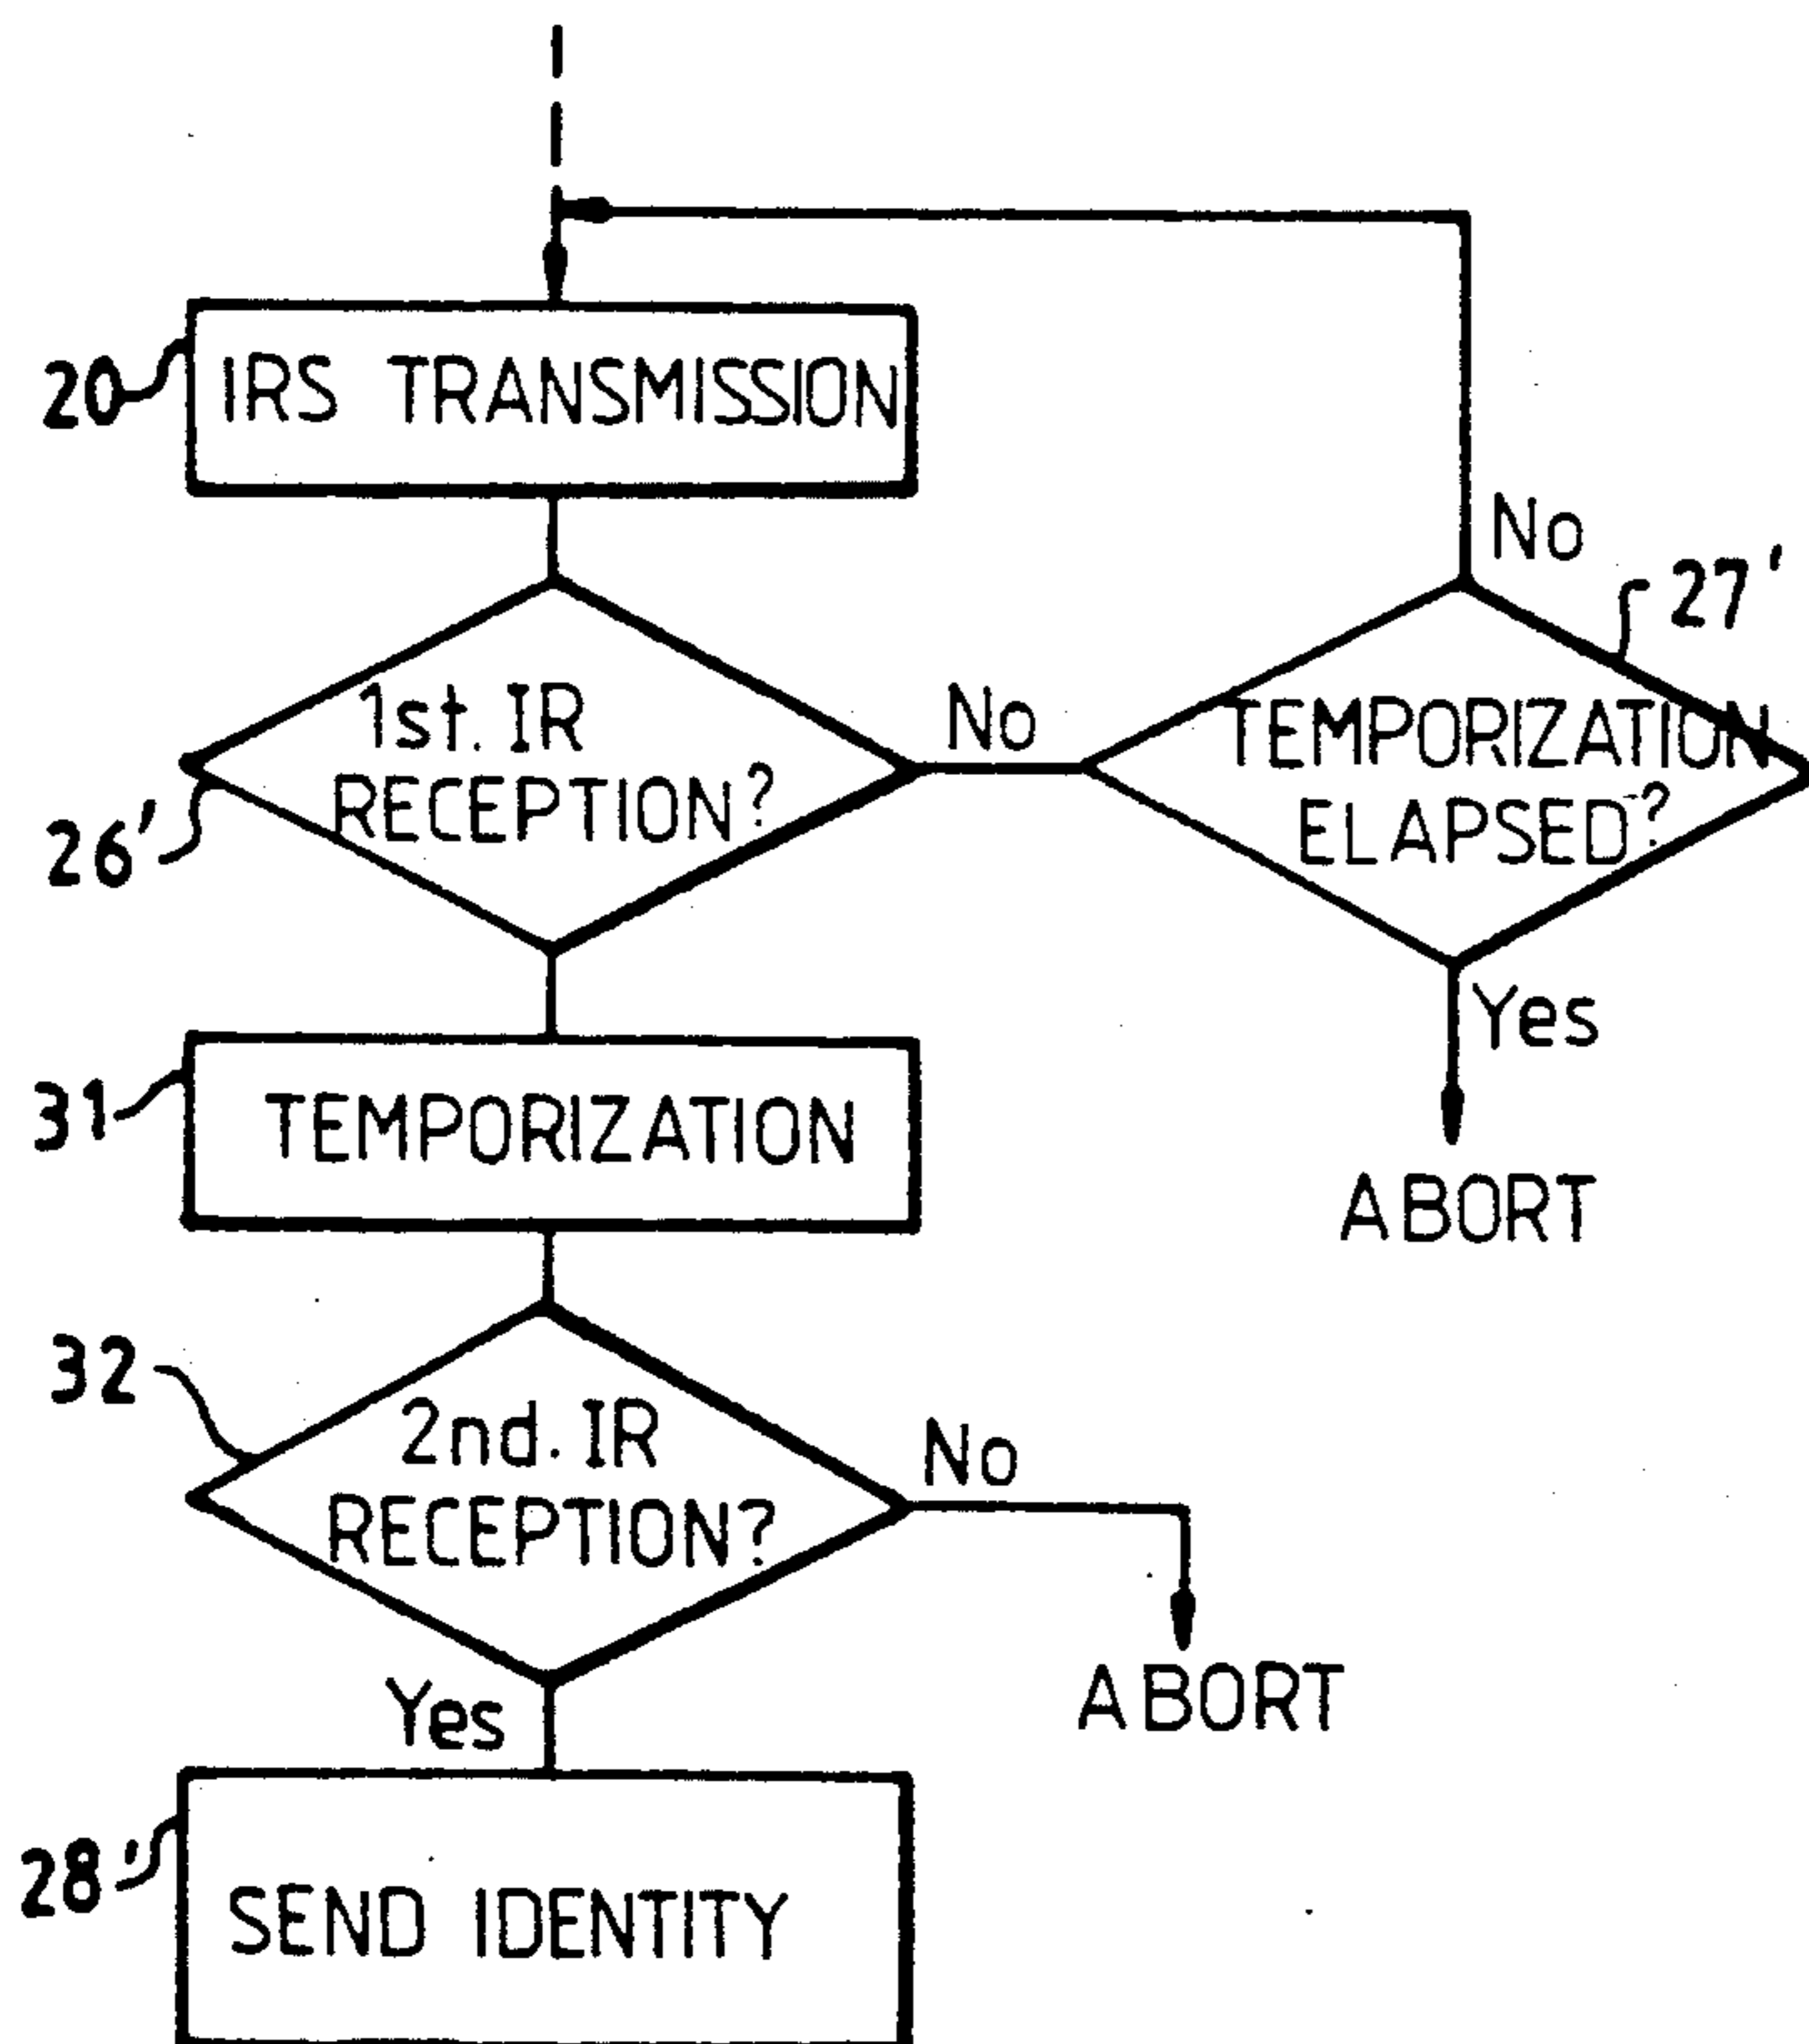 20
IRS TRANSMISSION
No
27'
1st. IR
RECEPTION?
No
TEMPORIZATION
ELAPSED?
26'
Yes
31
TEMPORIZATION
ABORT
32
2nd. IR
RECEPTION?
No
ABORT
Yes
28'
SEND IDENTITY